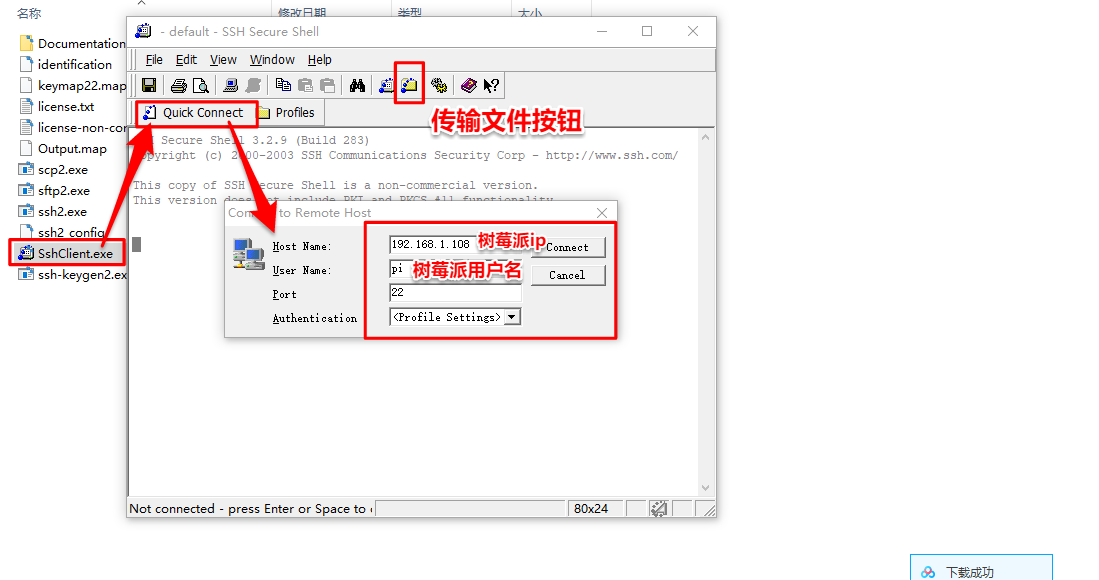 名称
修改日期
类型
大小
Documentation
identification
keymap22.map
license.txt
license-non-cor
Output.map
scp2.exe
sftp2.exe
ssh2.exe
ssh2_config
SshClient.exe
ssh-keygen2.ex
- default - SSH Secure Shell
File Edit View Window Help
Quick Connect
Profiles
传输文件按钮
Secure Shell 3.2.9 (Build 283)
Copyright (c) 2000-2003 SSH Communications Security Corp - http://www.ssh.com/
This copy of SSH Secure Shell is a non-commercial version.
This version does not include PKI and PKCS #11 functionality.
to Remote Host
Host Name:
192.168.1.108
树莓派ip
Connect
User Name:
pi
树莓派用户名
Cancel
Port
22
Authentication
<Profile Settings>
Not connected - press Enter or Space to
80x24
下载成功